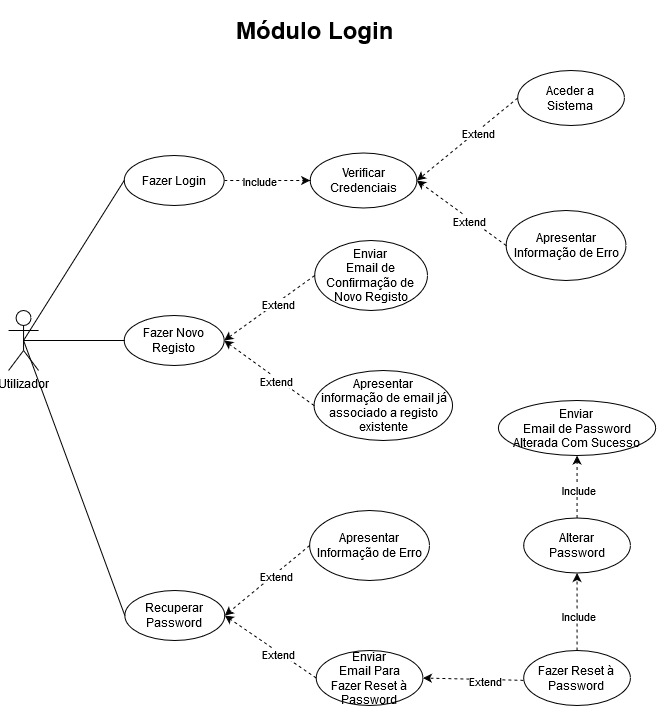 Módulo Login
Aceder a
Sistema
Extend
Fazer Login
Include
Verificar
Credenciais
Extend
Apresentar
Informação de Erro
Enviar
Email de
Confirmação de
Novo Registo
Extend
Fazer Novo
Registo
Utilizador
Extend
Apresentar
informação de email já
associado a registo
existente
Enviar
Email de Password
Alterada Com Sucesso
Include
Apresentar
Informação de Erro
Alterar
Password
Extend
Recuperar
Password
Include
Extend
Enviar
Email Para
Fazer Reset à
Password
Extend
Fazer Reset à
Password